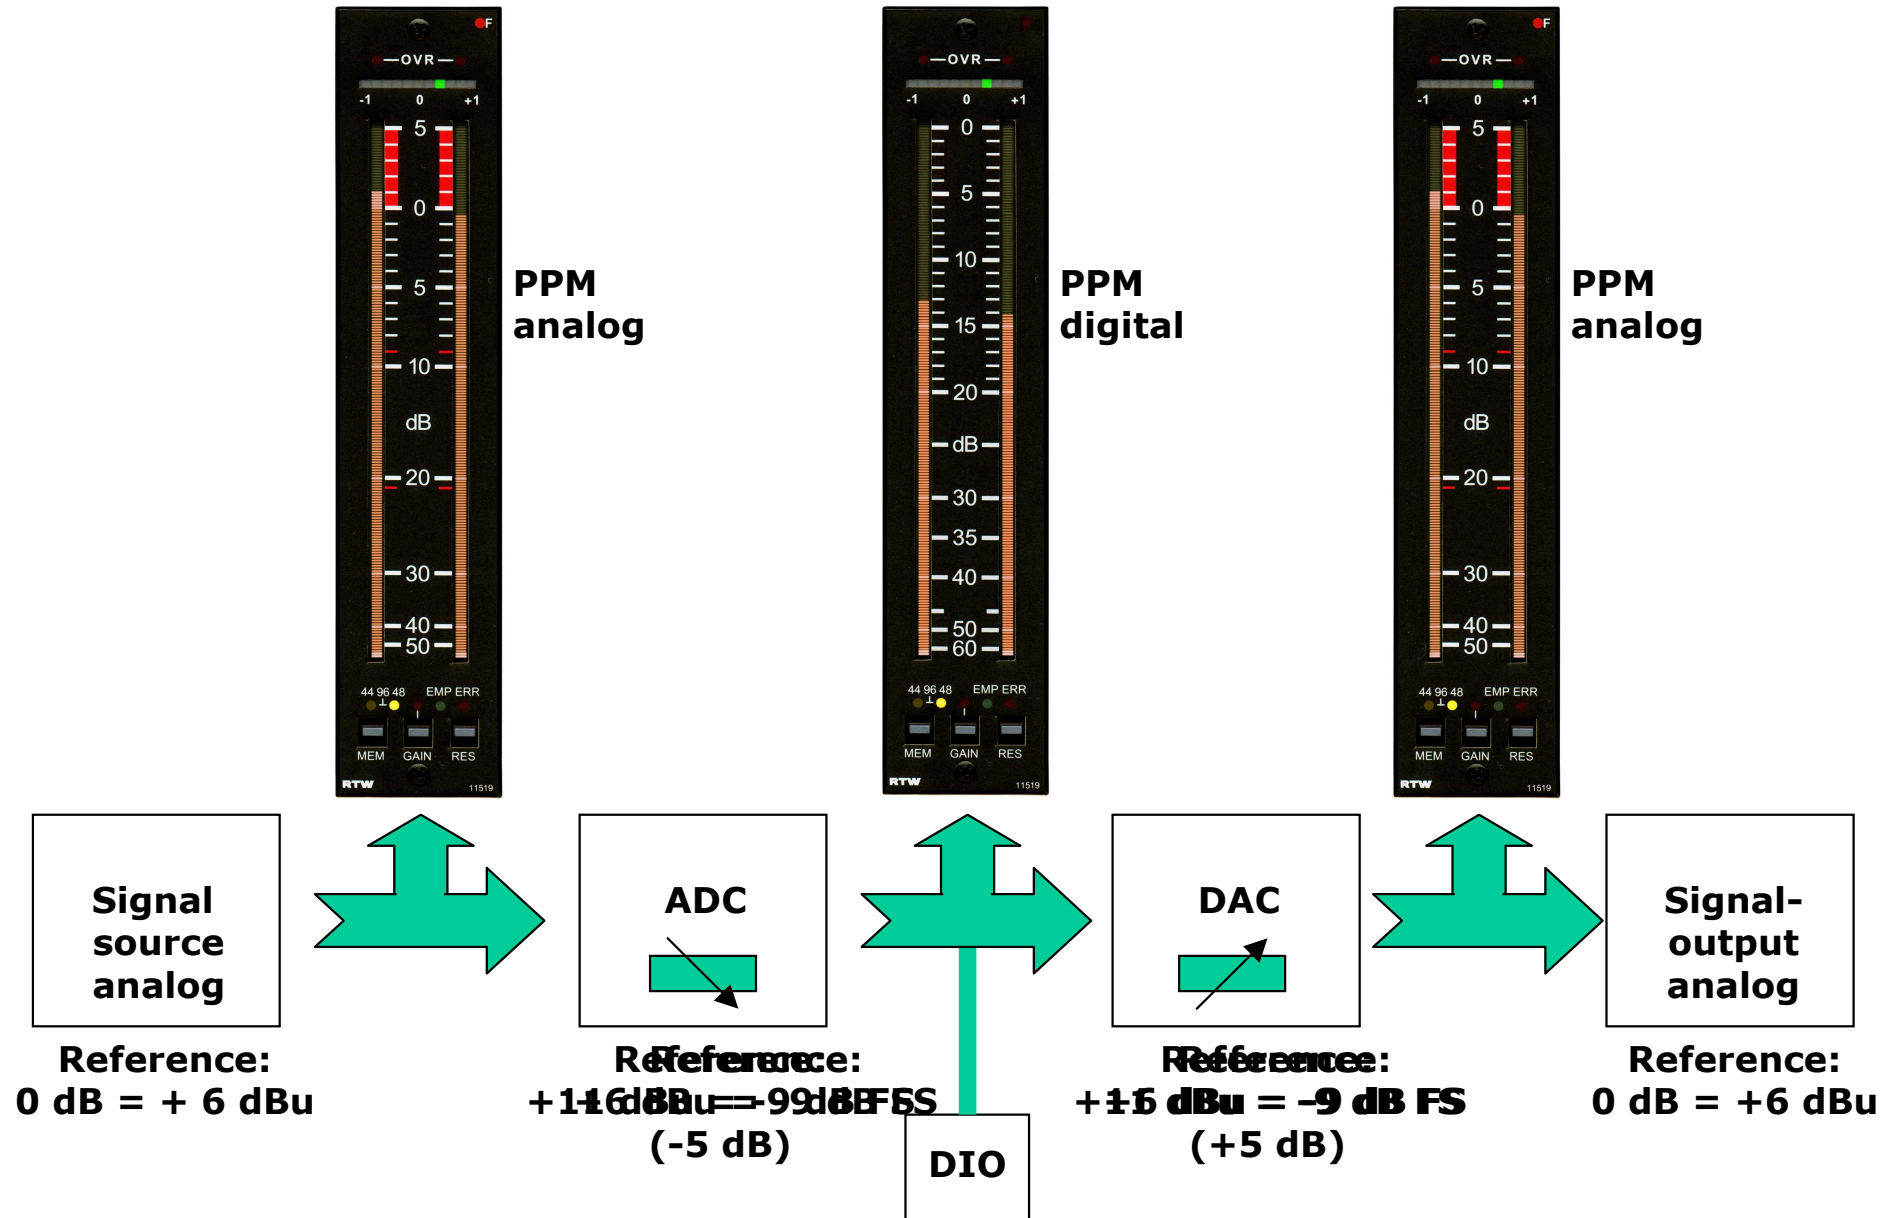 F
OVR
-1 0 +1
5
0
5
10
dB
20
30
40
50
44 96 48 EMP ERR
MEM GAIN RES
RTW 11519
PPM
analog
OVR
-1 0 +1
0
5
10
15
20
dB
30
35
40
50
60
44 96 48 EMP ERR
MEM GAIN RES
RTW 11519
PPM
digital
F
OVR
-1 0 +1
5
0
5
10
dB
20
30
40
50
44 96 48 EMP ERR
MEM GAIN RES
RTW 11519
PPM
analog
Signal
source
analog
Reference:
0 dB = + 6 dBu
ADC
Reference:
(-5 dB)
DIO
DAC
Reference:
(+5 dB)
Signal-
output
analog
Reference:
0 dB = +6 dBu